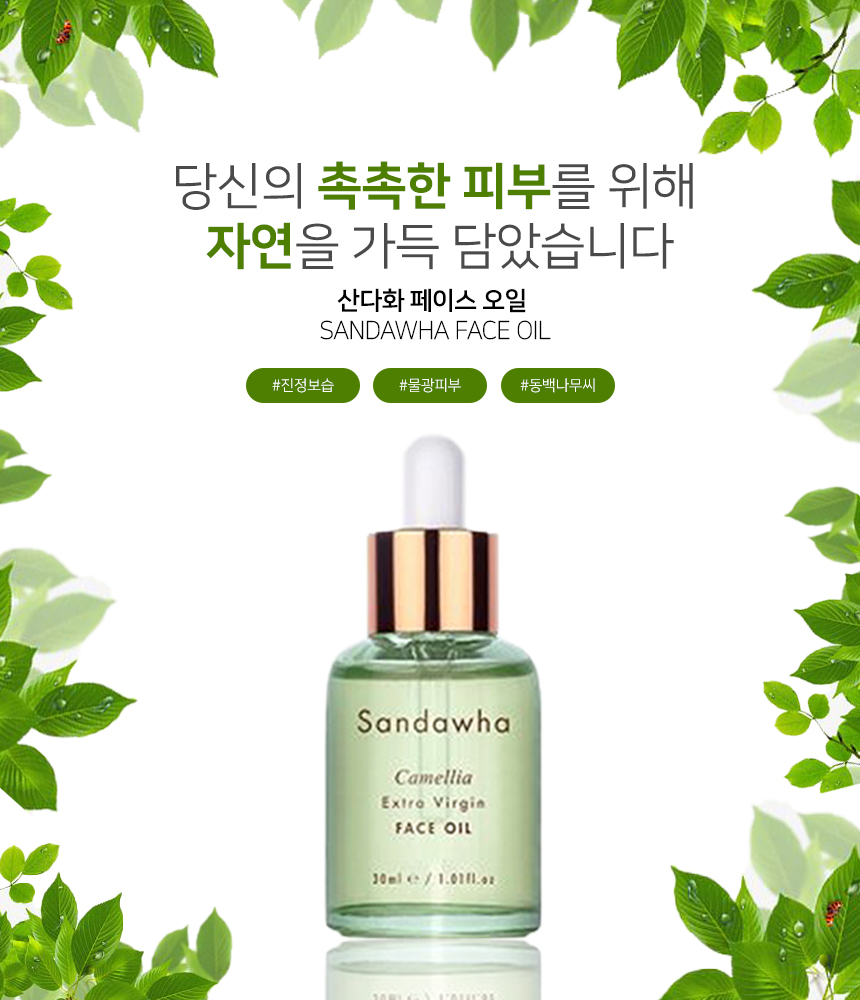 당신의 촉촉한 피부를 위해
자연을 가득 담았습니다
산다화 페이스 오일
SANDAWHA FACE OIL
#진정보습 #물광피부 #동백나무씨
Sandawha
Camellia
Extra Virgin
FACE OIL
30ml ℮ / 1.01fl.oz